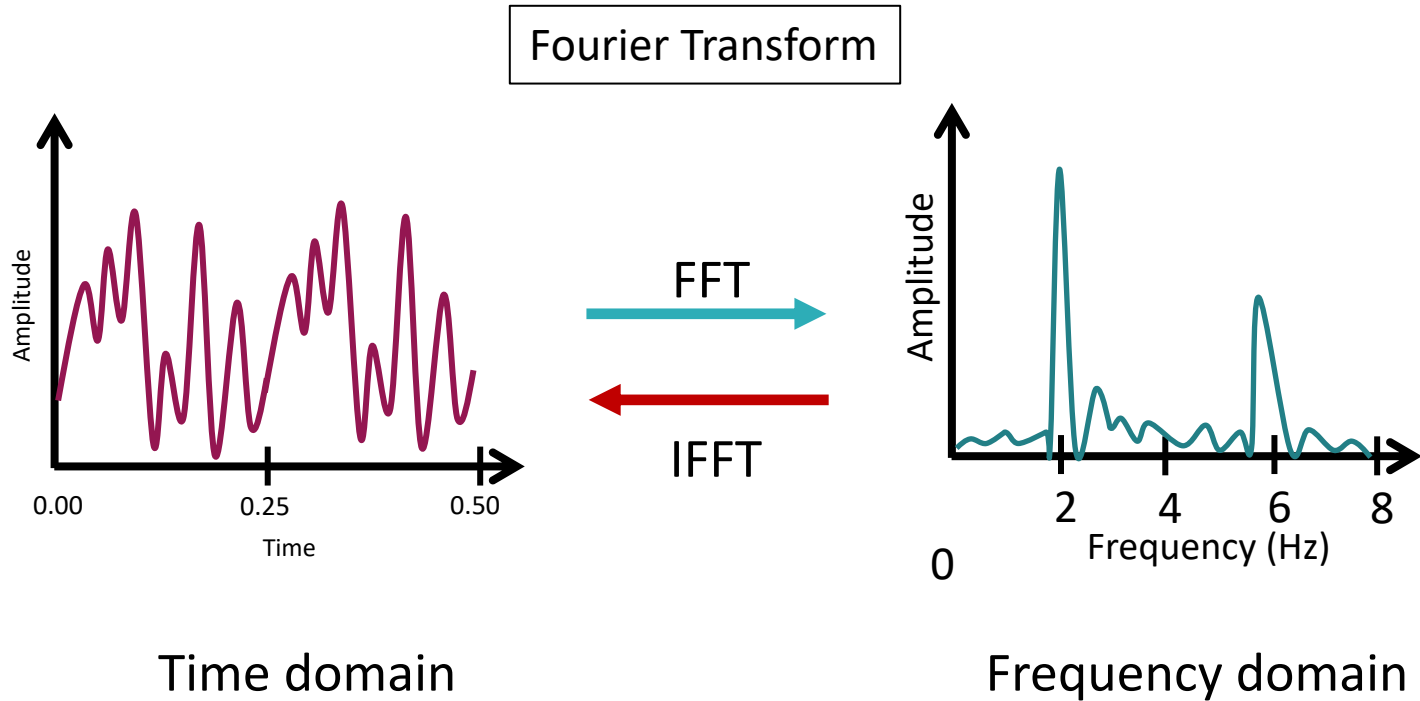 Fourier Transform
Amplitude
0.00 0.25 0.50
Time
Time domain
FFT
IFFT
Amplitude
2 4 6 8
Frequency (Hz)
0
Frequency domain